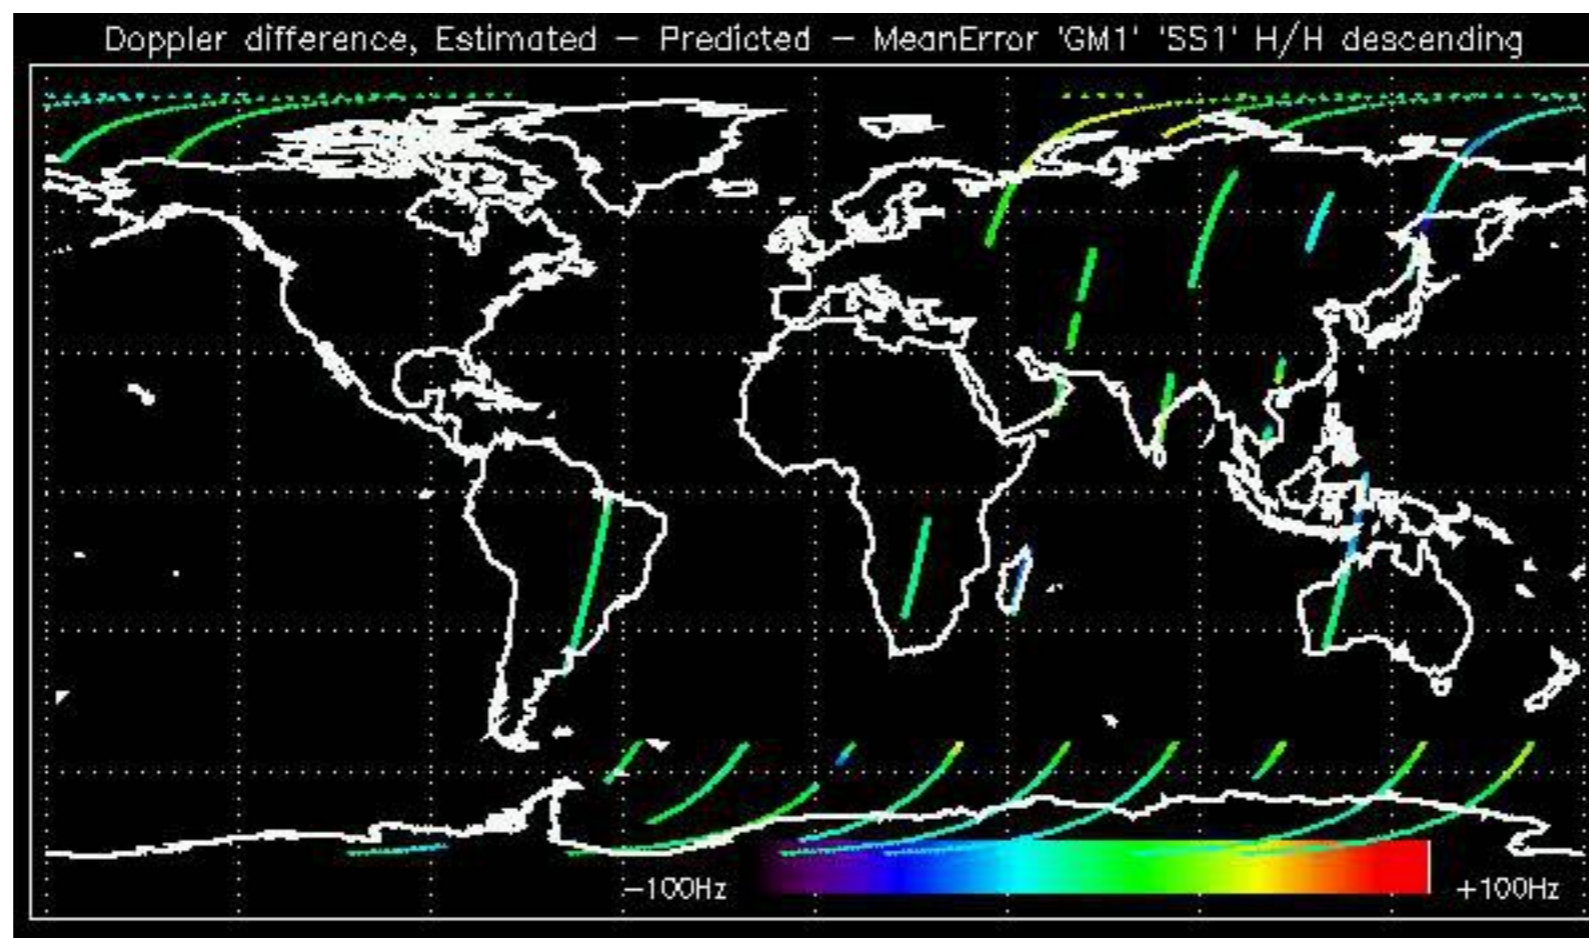 Doppler difference, Estimated – Predicted – MeanError 'GM1' 'SS1' H/H descending
–100Hz
+100Hz